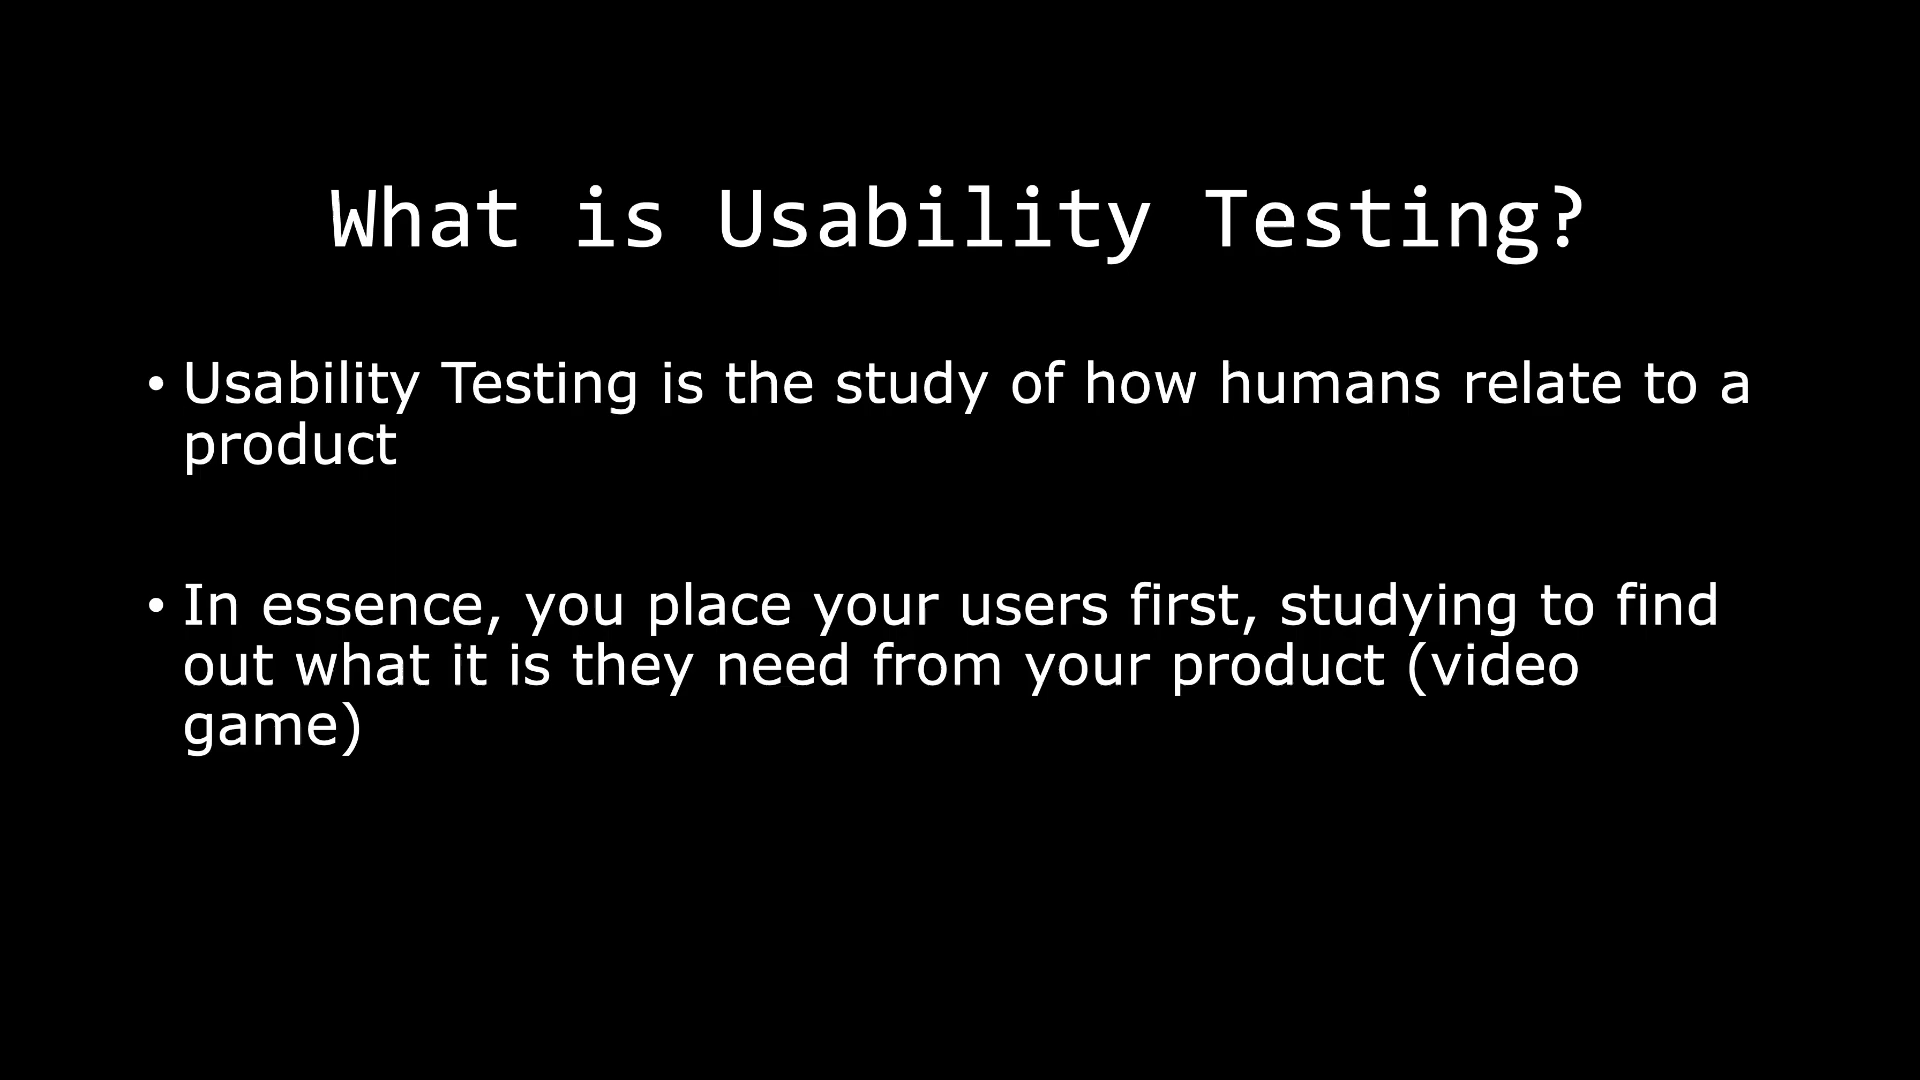 What is Usability Testing?
• Usability Testing is the study of how humans relate to a
product
• In essence, you place your users first, studying to find
out what it is they need from your product (video
game)